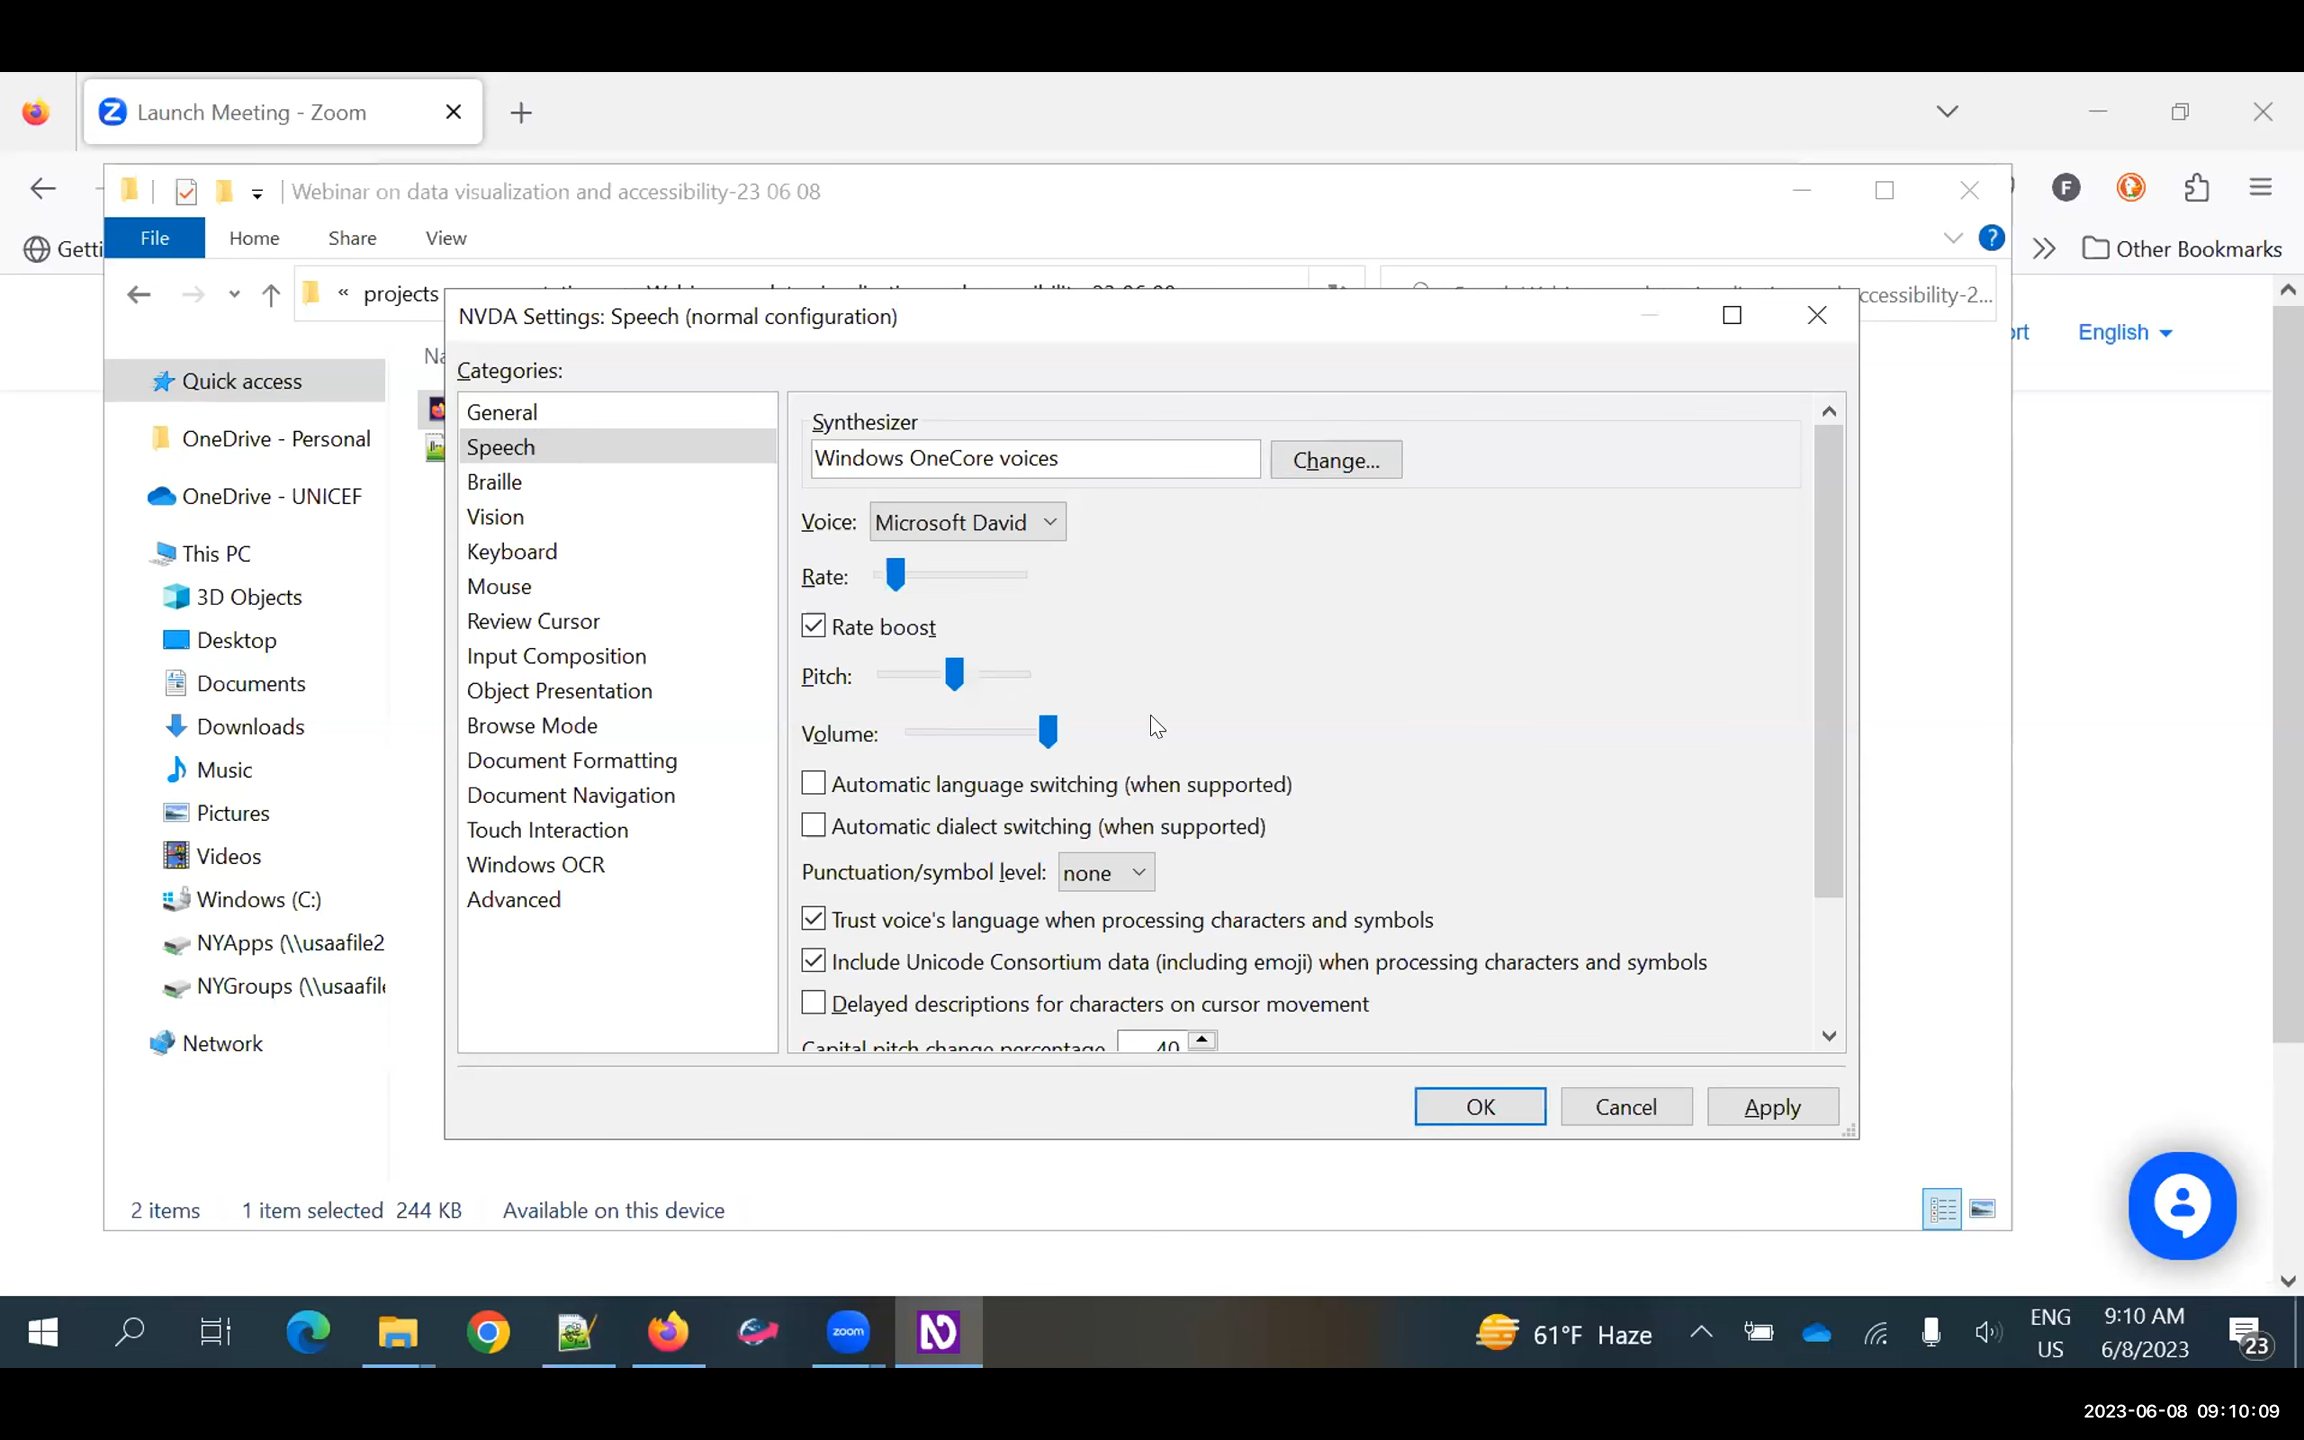 Launch Meeting - Zoom
Webinar on data visualization and accessibility-23 06 08
F
Getti
File
Home
Share
View
?
Other Bookmarks
« projects
ccessibility-2...
rt
English
NVDA Settings: Speech (normal configuration)
Categories:
General
Speech
Braille
Vision
Keyboard
Mouse
Review Cursor
Input Composition
Object Presentation
Browse Mode
Document Formatting
Document Navigation
Touch Interaction
Windows OCR
Advanced
Synthesizer
Windows OneCore voices
Change...
Voice: Microsoft David
Rate:
Rate boost
Pitch:
Volume:
Automatic language switching (when supported)
Automatic dialect switching (when supported)
Punctuation/symbol level: none
Trust voice's language when processing characters and symbols
Include Unicode Consortium data (including emoji) when processing characters and symbols
Delayed descriptions for characters on cursor movement
Capital pitch change percentage 40
OK
Cancel
Apply
Quick access
OneDrive - Personal
OneDrive - UNICEF
This PC
3D Objects
Desktop
Documents
Downloads
Music
Pictures
Videos
Windows (C:)
NYApps (\\usaafile2
NYGroups (\\usaafile
Network
2 items
1 item selected 244 KB
Available on this device
zoom
61°F Haze
ENG
US
9:10 AM
6/8/2023
23
2023-06-08 09:10:09